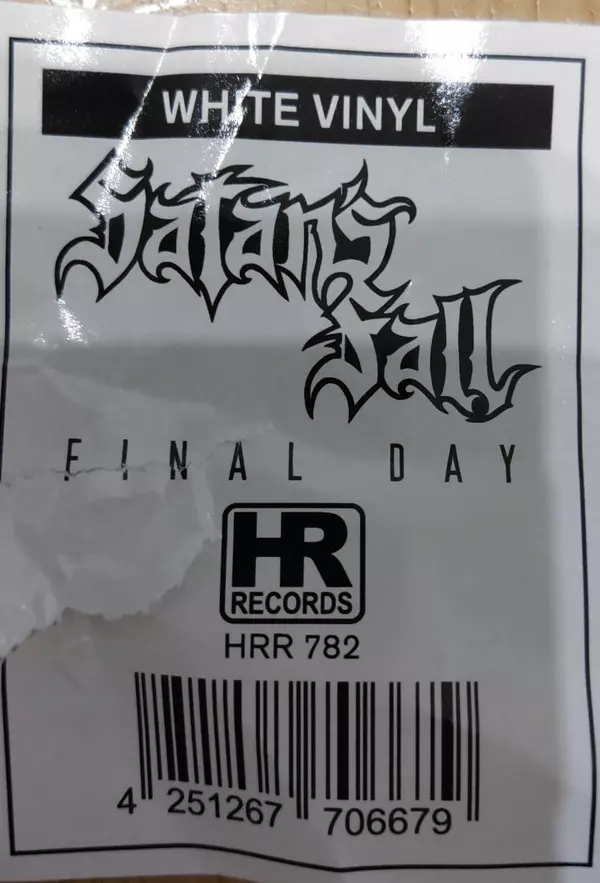 WHITE VINYL
Satan's
Fall
FINAL DAY
HR
RECORDS
HRR 782
4 251267 706679